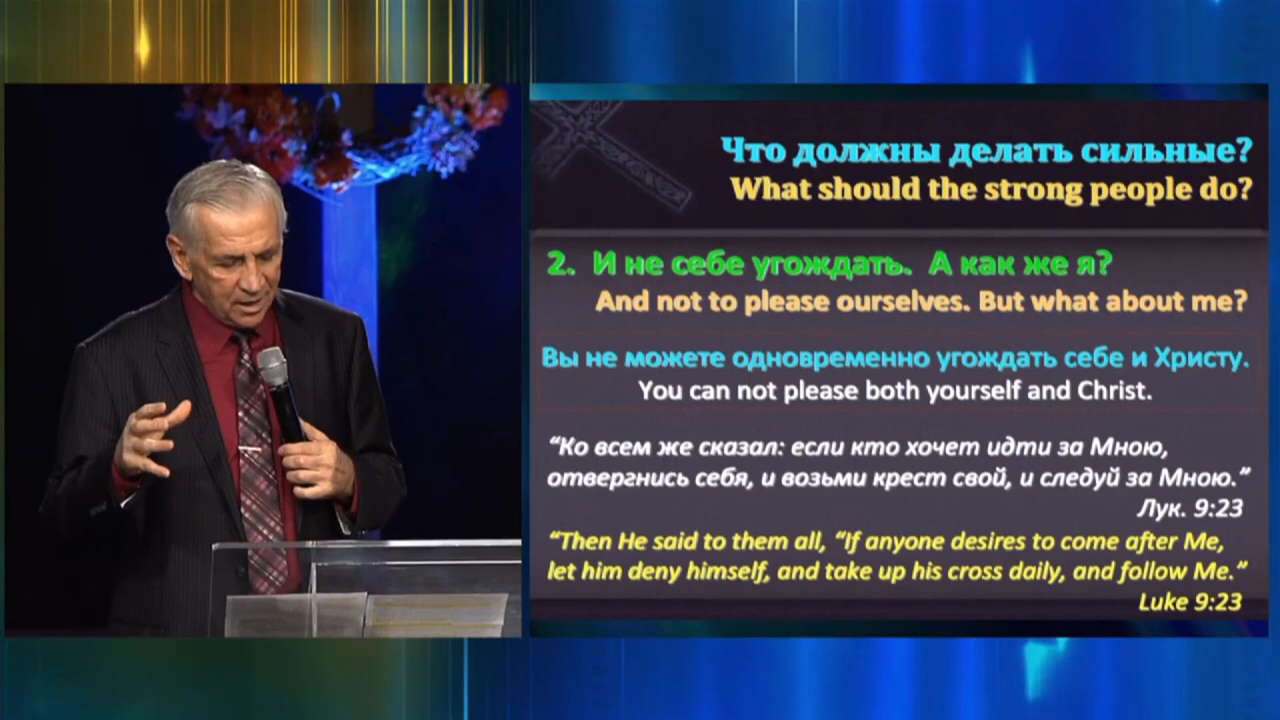 Что должны делать сильные?
What should the strong people do?
2. И не себе угождать. А как же я?
And not to please ourselves. But what about me?
Вы не можете одновременно угождать себе и Христу.
You can not please both yourself and Christ.
“Ко всем же сказал: если кто хочет идти за Мною,
отвергнись себя, и возьми крест свой, и следуй за Мною.”
Лук. 9:23
“Then He said to them all, “If anyone desires to come after Me,
let him deny himself, and take up his cross daily, and follow Me.”
Luke 9:23